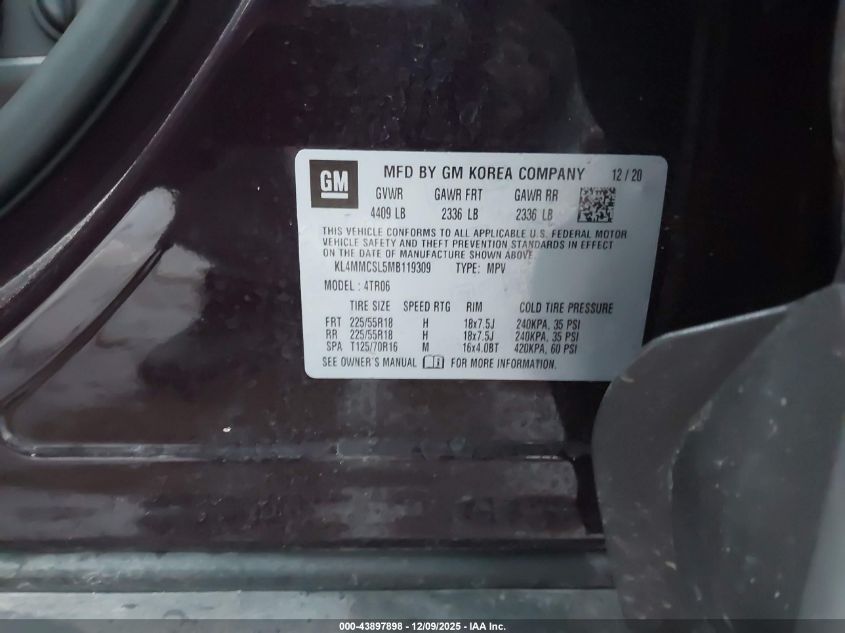 GM
MFD BY GM KOREA COMPANY 12/20
GVWR GAWR FRT GAWR RR
4409 LB 2336 LB 2336 LB
THIS VEHICLE CONFORMS TO ALL APPLICABLE U.S. FEDERAL MOTOR
VEHICLE SAFETY AND THEFT PREVENTION STANDARDS IN EFFECT
ON THE DATE OF MANUFACTURE SHOWN ABOVE
KL4MMCSL5MB119309 TYPE: MPV
MODEL: 4TR06
TIRE SIZE SPEED RTG RIM COLD TIRE PRESSURE
FRT 225/55R18 H 18x7.5J 240KPA, 35 PSI
RR 225/55R18 H 18x7.5J 240KPA, 35 PSI
SPA T125/70R16 M 16x4.0BT 420KPA, 60 PSI
SEE OWNER'S MANUAL FOR MORE INFORMATION.
000-43897898 - 12/09/2025 - IAA Inc.